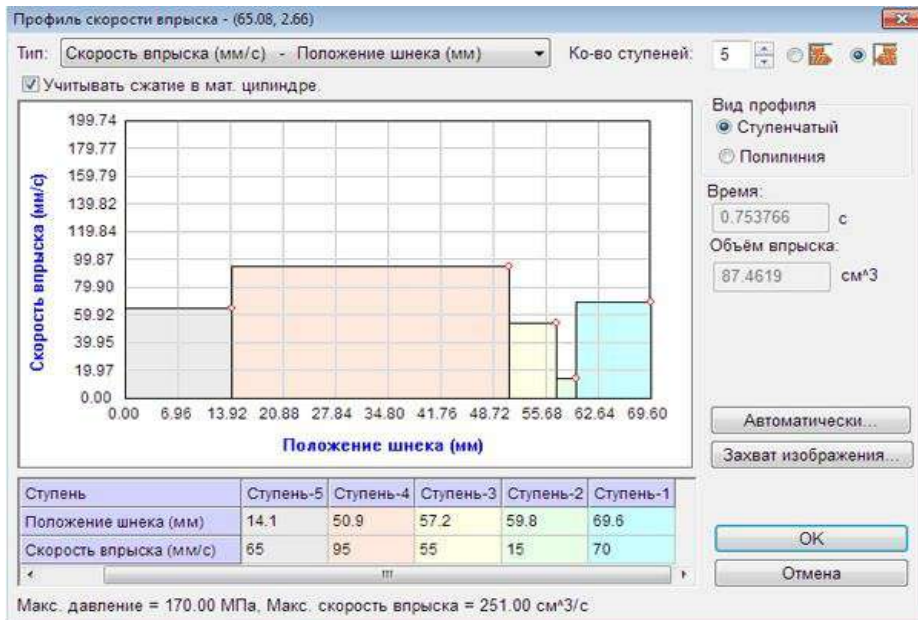 Профиль скорости впрыска - (65.08, 2.66)
Тип: Скорость впрыска (мм/с) - Положение шнека (мм) Ко-во ступеней: 5
Учитывать сжатие в мат. цилиндре.
Вид профиля
Ступенчатый
Полилиния
Время:
0.753766 с
Объём впрыска:
87.4619 см^3
Скорость впрыска (мм/с)
199.74
179.77
159.79
139.82
119.84
99.87
79.90
59.92
39.95
19.97
0.00
0.00 6.96 13.92 20.88 27.84 34.80 41.76 48.72 55.68 62.64 69.60
Положение шнека (мм)
Автоматически...
Захват изображения...
Ступень Ступень-5 Ступень-4 Ступень-3 Ступень-2 Ступень-1
Положение шнека (мм) 14.1 50.9 57.2 59.8 69.6
Скорость впрыска (мм/с) 65 95 55 15 70
OK
Отмена
Макс. давление = 170.00 МПа, Макс. скорость впрыска = 251.00 см^3/с